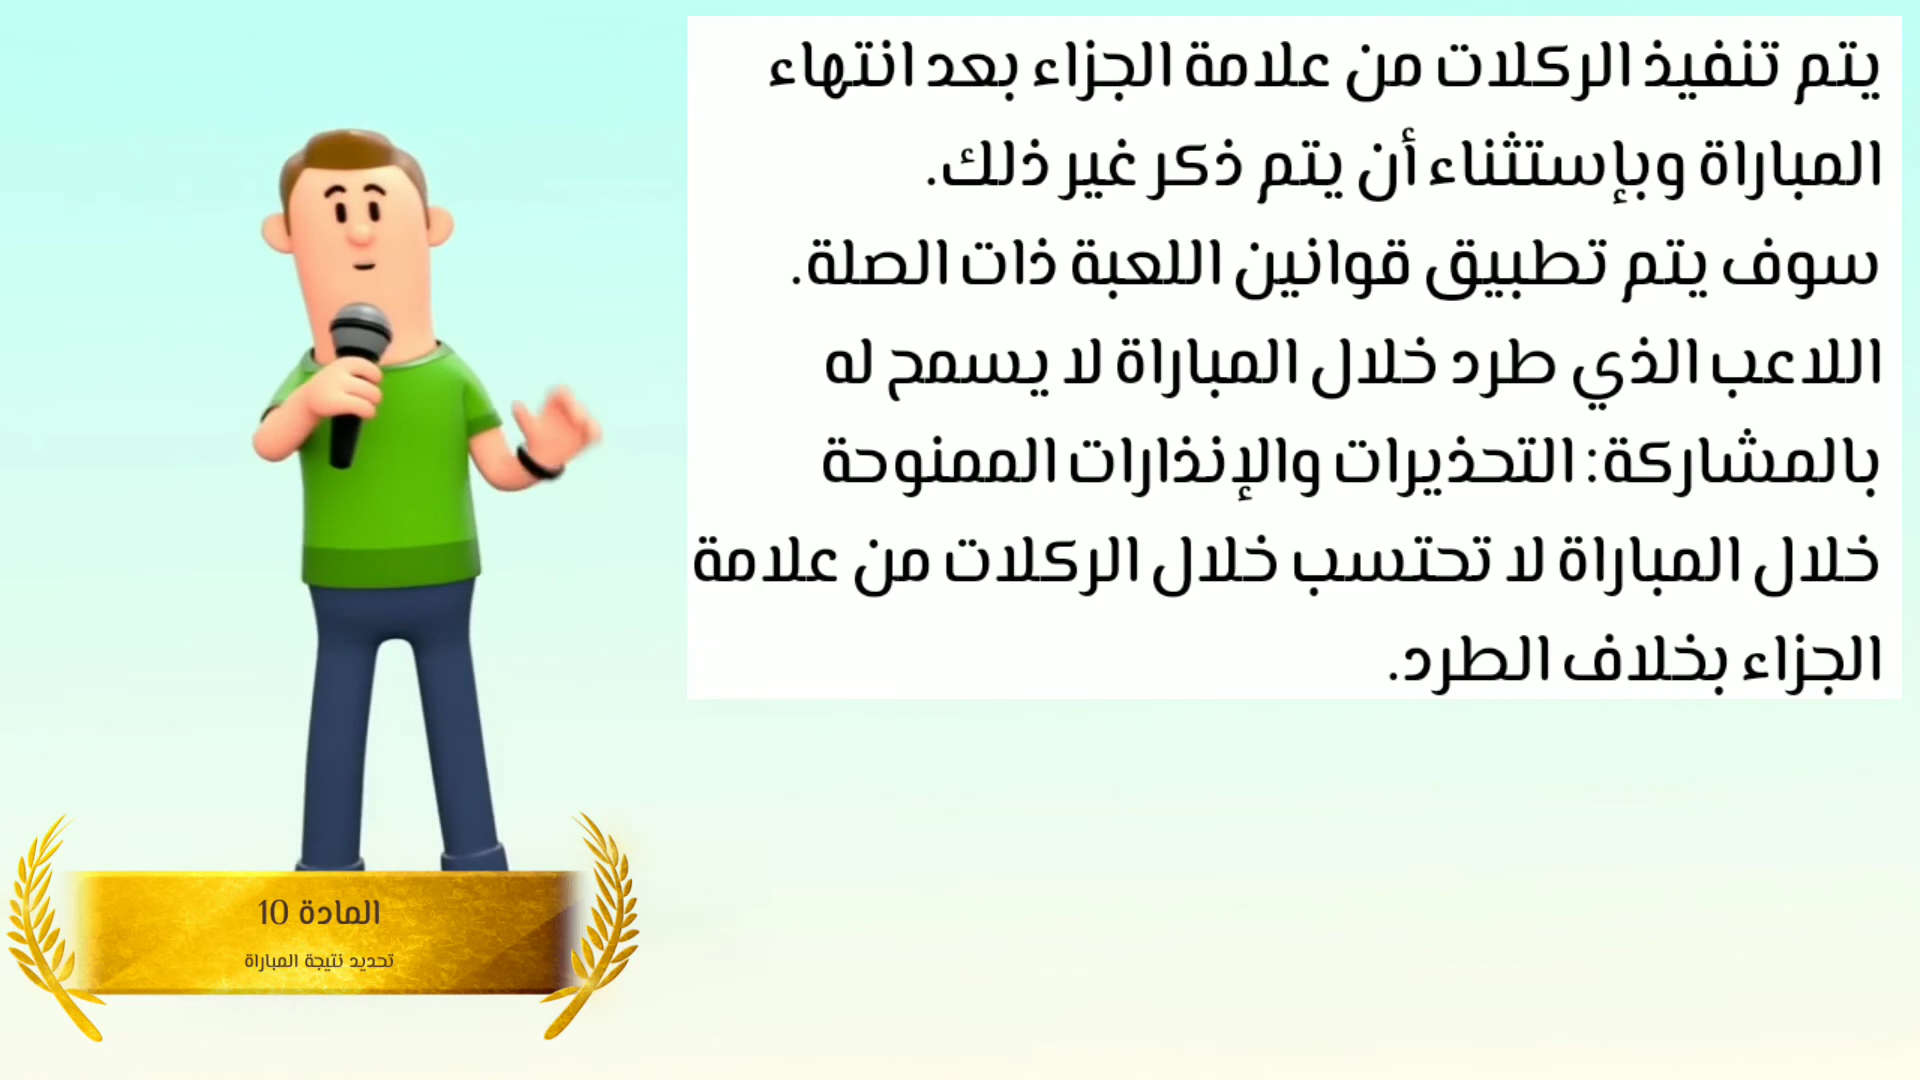 يتم تنفيذ الركلات من علامة الجزاء بعد انتهاء
المباراة وبإستثناء أن يتم ذكر غير ذلك.
سوف يتم تطبيق قوانين اللعبة ذات الصلة.
اللاعب الذي طرد خلال المباراة لا يسمح له
بالمشاركة: التحذيرات والإنذارات الممنوحة
خلال المباراة لا تحتسب خلال الركلات من علامة
الجزاء بخلاف الطرد.
المادة 10
تحديد نتيجة المباراة